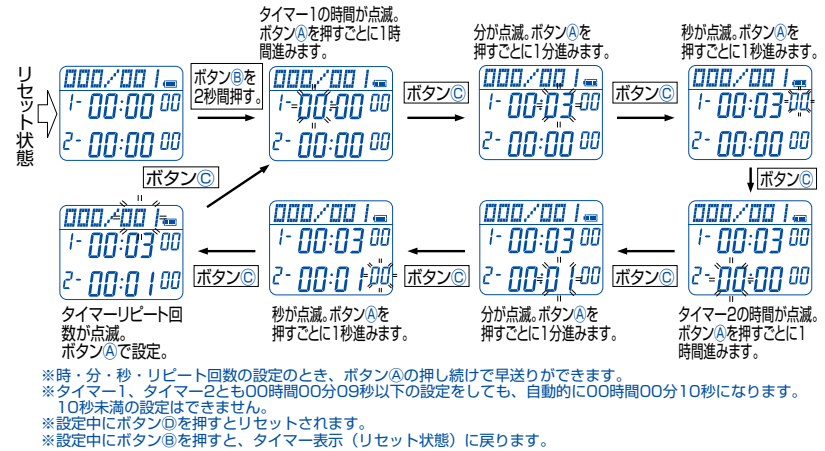 リセット状態
000/001
1- 00:00 00
2- 00:00 00
ボタンⒷを
2秒間押す。
タイマー1の時間が点滅。
ボタンⒶを押すごとに1時
間進みます。
000/001
1- 00:00 00
2- 00:00 00
ボタンⒸ
分が点滅。ボタンⒶを
押すごとに1分進みます。
000/001
1- 00:03 00
2- 00:00 00
ボタンⒸ
秒が点滅。ボタンⒶを
押すごとに1秒進みます。
000/001
1- 00:03 00
2- 00:00 00
ボタンⒸ
000/001
1- 00:03 00
2- 00:00 00
タイマー2の時間が点滅。
ボタンⒶを押すごとに1
時間進みます。
ボタンⒸ
000/001
1- 00:03 00
2- 00:01 00
分が点滅。ボタンⒶを
押すごとに1分進みます。
ボタンⒸ
000/001
1- 00:03 00
2- 00:01 00
秒が点滅。ボタンⒶを
押すごとに1秒進みます。
ボタンⒸ
000/001
1- 00:03 00
2- 00:01 00
タイマーリピート回
数が点滅。
ボタンⒶで設定。
ボタンⒸ
※時・分・秒・リピート回数の設定のとき、ボタンⒶの押し続けで早送りができます。
※タイマー1、タイマー2とも00時間00分09秒以下の設定をしても、自動的に00時間00分10秒になります。
10秒未満の設定はできません。
※設定中にボタンⒹを押すとリセットされます。
※設定中にボタンⒷを押すと、タイマー表示（リセット状態）に戻ります。